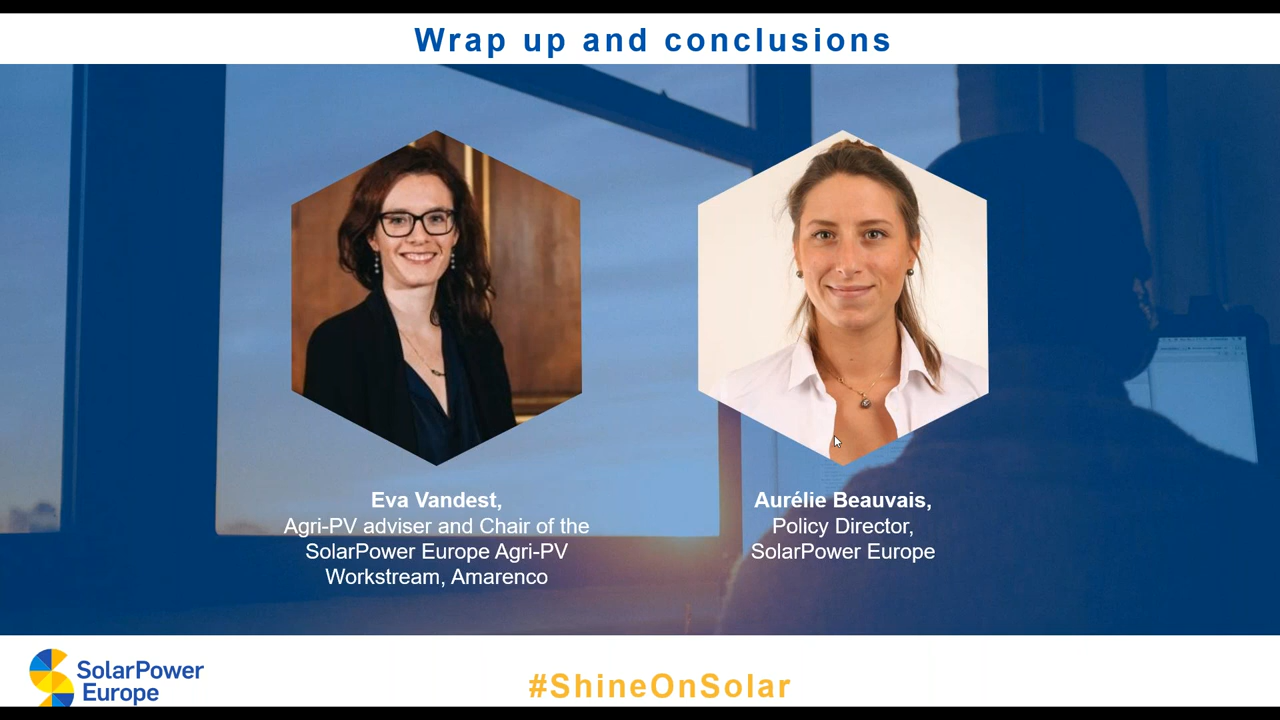 Wrap up and conclusions
Eva Vandest,
Agri-PV adviser and Chair of the
SolarPower Europe Agri-PV
Workstream, Amarenco
Aurélie Beauvais,
Policy Director,
SolarPower Europe
SolarPower
Europe
#ShineOnSolar